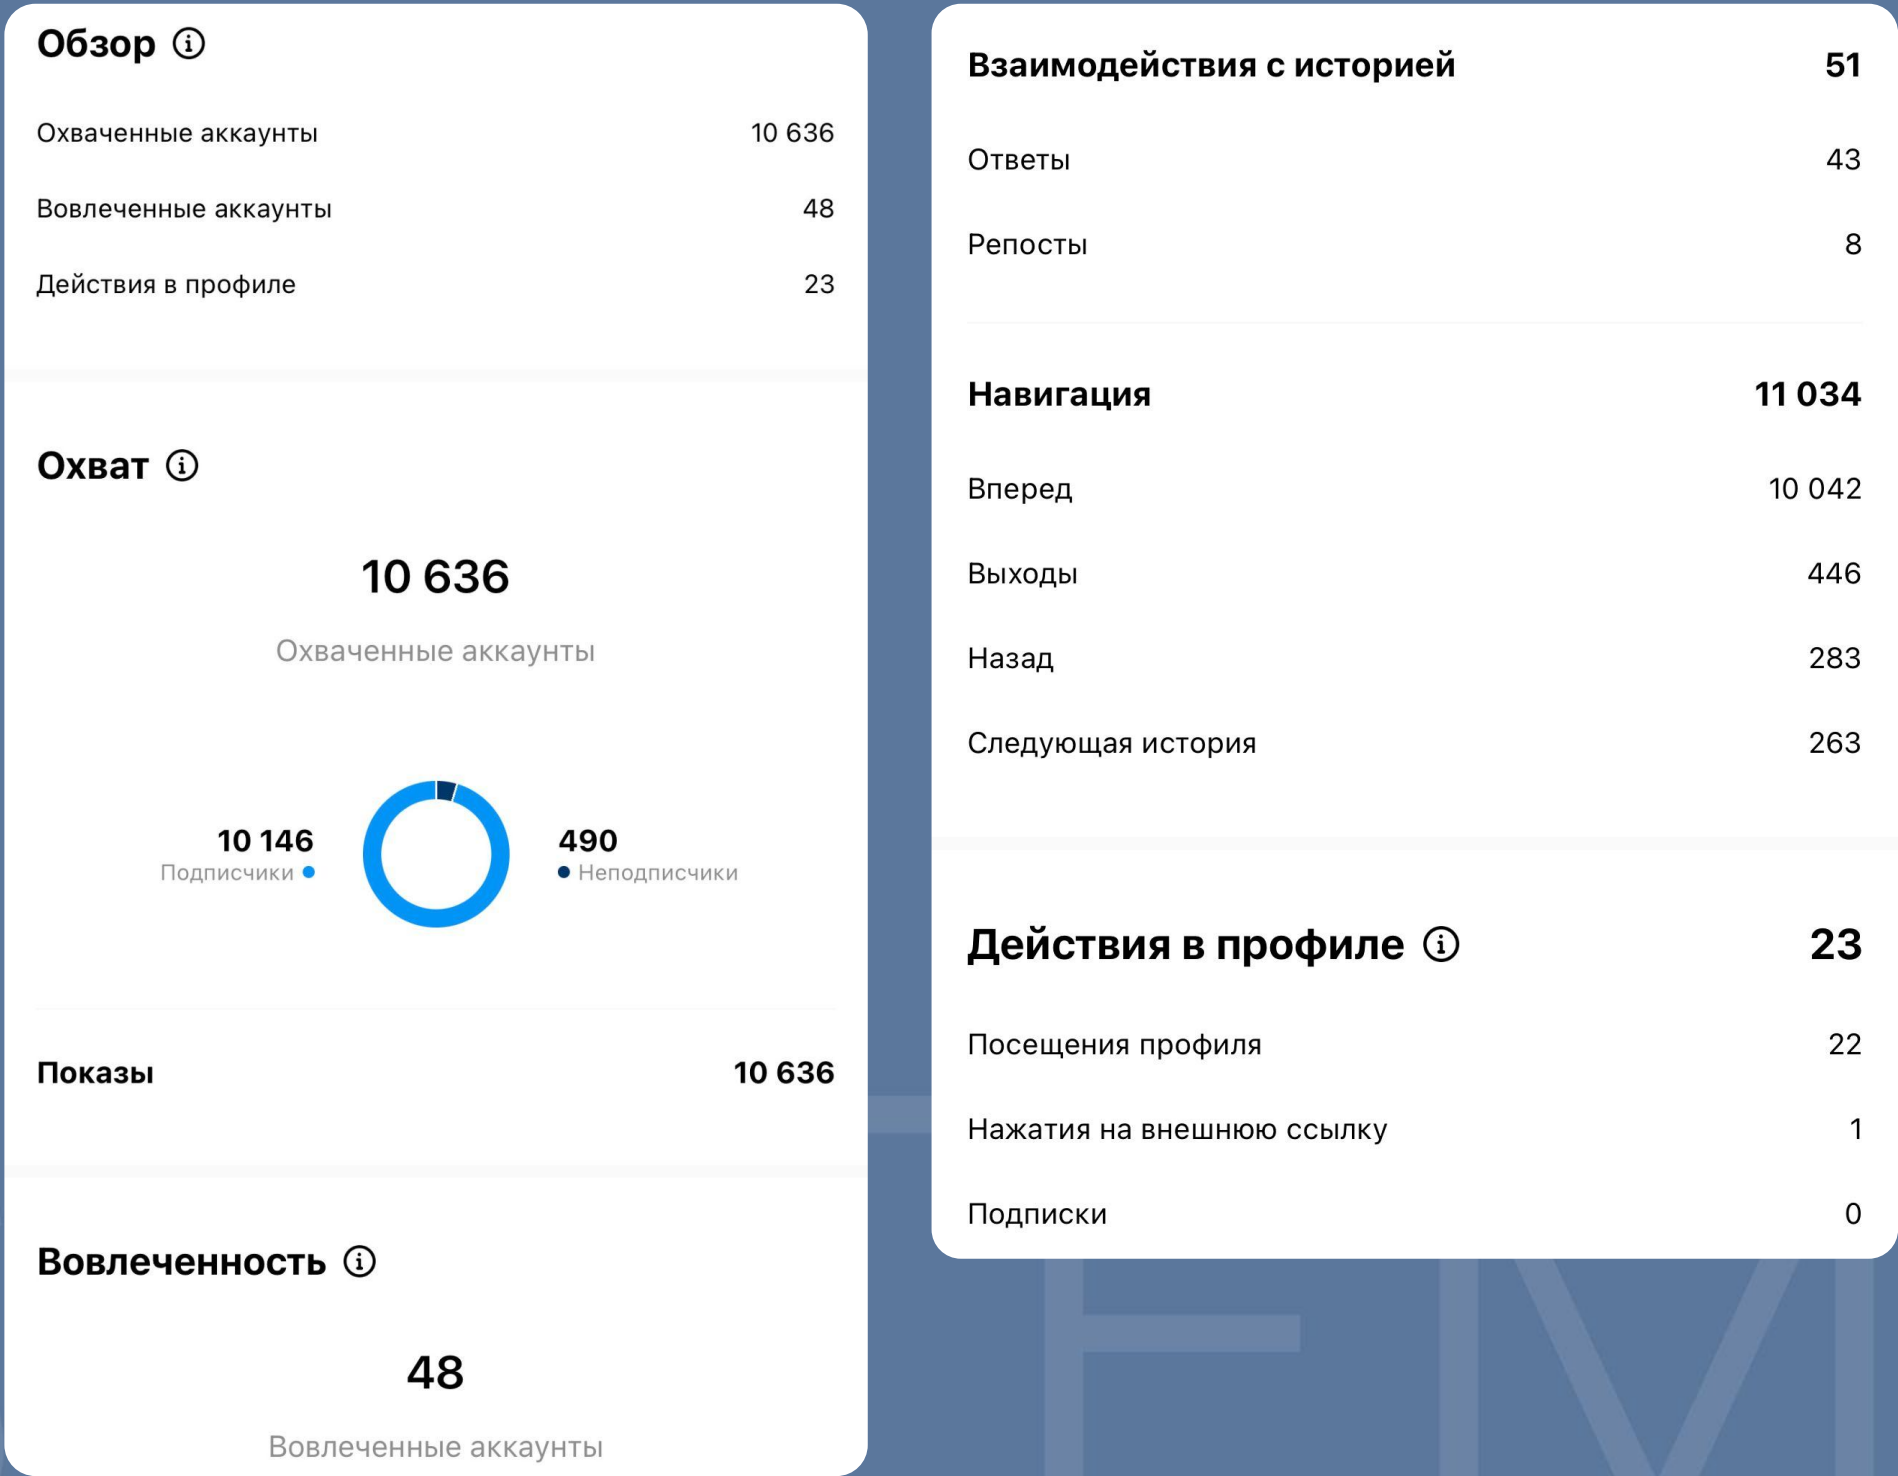 Обзор
Охваченные аккаунты 10 636
Вовлеченные аккаунты 48
Действия в профиле 23
Охват
10 636
Охваченные аккаунты
10 146
Подписчики
490
Неподписчики
Показы 10 636
Вовлеченность
48
Вовлеченные аккаунты
Взаимодействия с историей 51
Ответы 43
Репосты 8
Навигация 11 034
Вперед 10 042
Выходы 446
Назад 283
Следующая история 263
Действия в профиле 23
Посещения профиля 22
Нажатия на внешнюю ссылку 1
Подписки 0